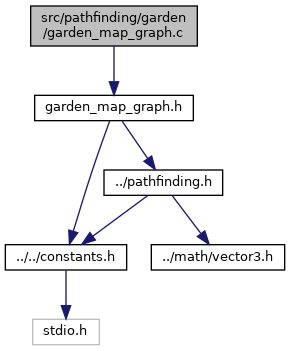 src/pathfinding/garden
/garden_map_graph.c
garden_map_graph.h
../pathfinding.h
../../constants.h
../math/vector3.h
stdio.h